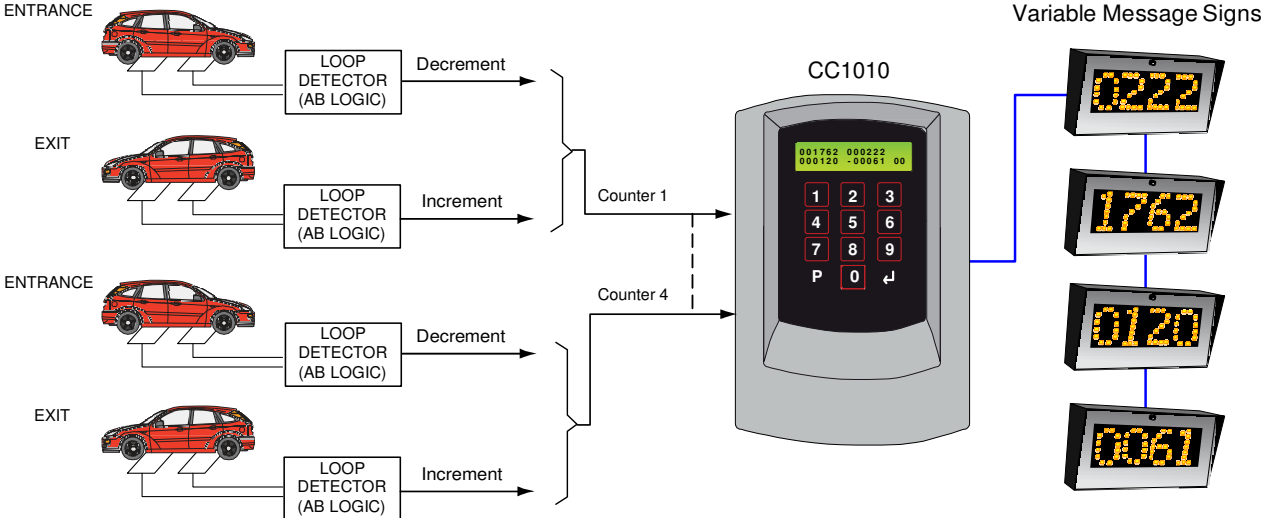 ENTRANCE
LOOP
DETECTOR
(AB LOGIC)
Decrement
EXIT
LOOP
DETECTOR
(AB LOGIC)
Increment
Counter 1
ENTRANCE
LOOP
DETECTOR
(AB LOGIC)
Decrement
Counter 4
EXIT
LOOP
DETECTOR
(AB LOGIC)
Increment
CC1010
001762 000222
000120 -00061 00
1 2 3
4 5 6
7 8 9
P 0 ↵
Variable Message Signs
0222
1762
0120
0061